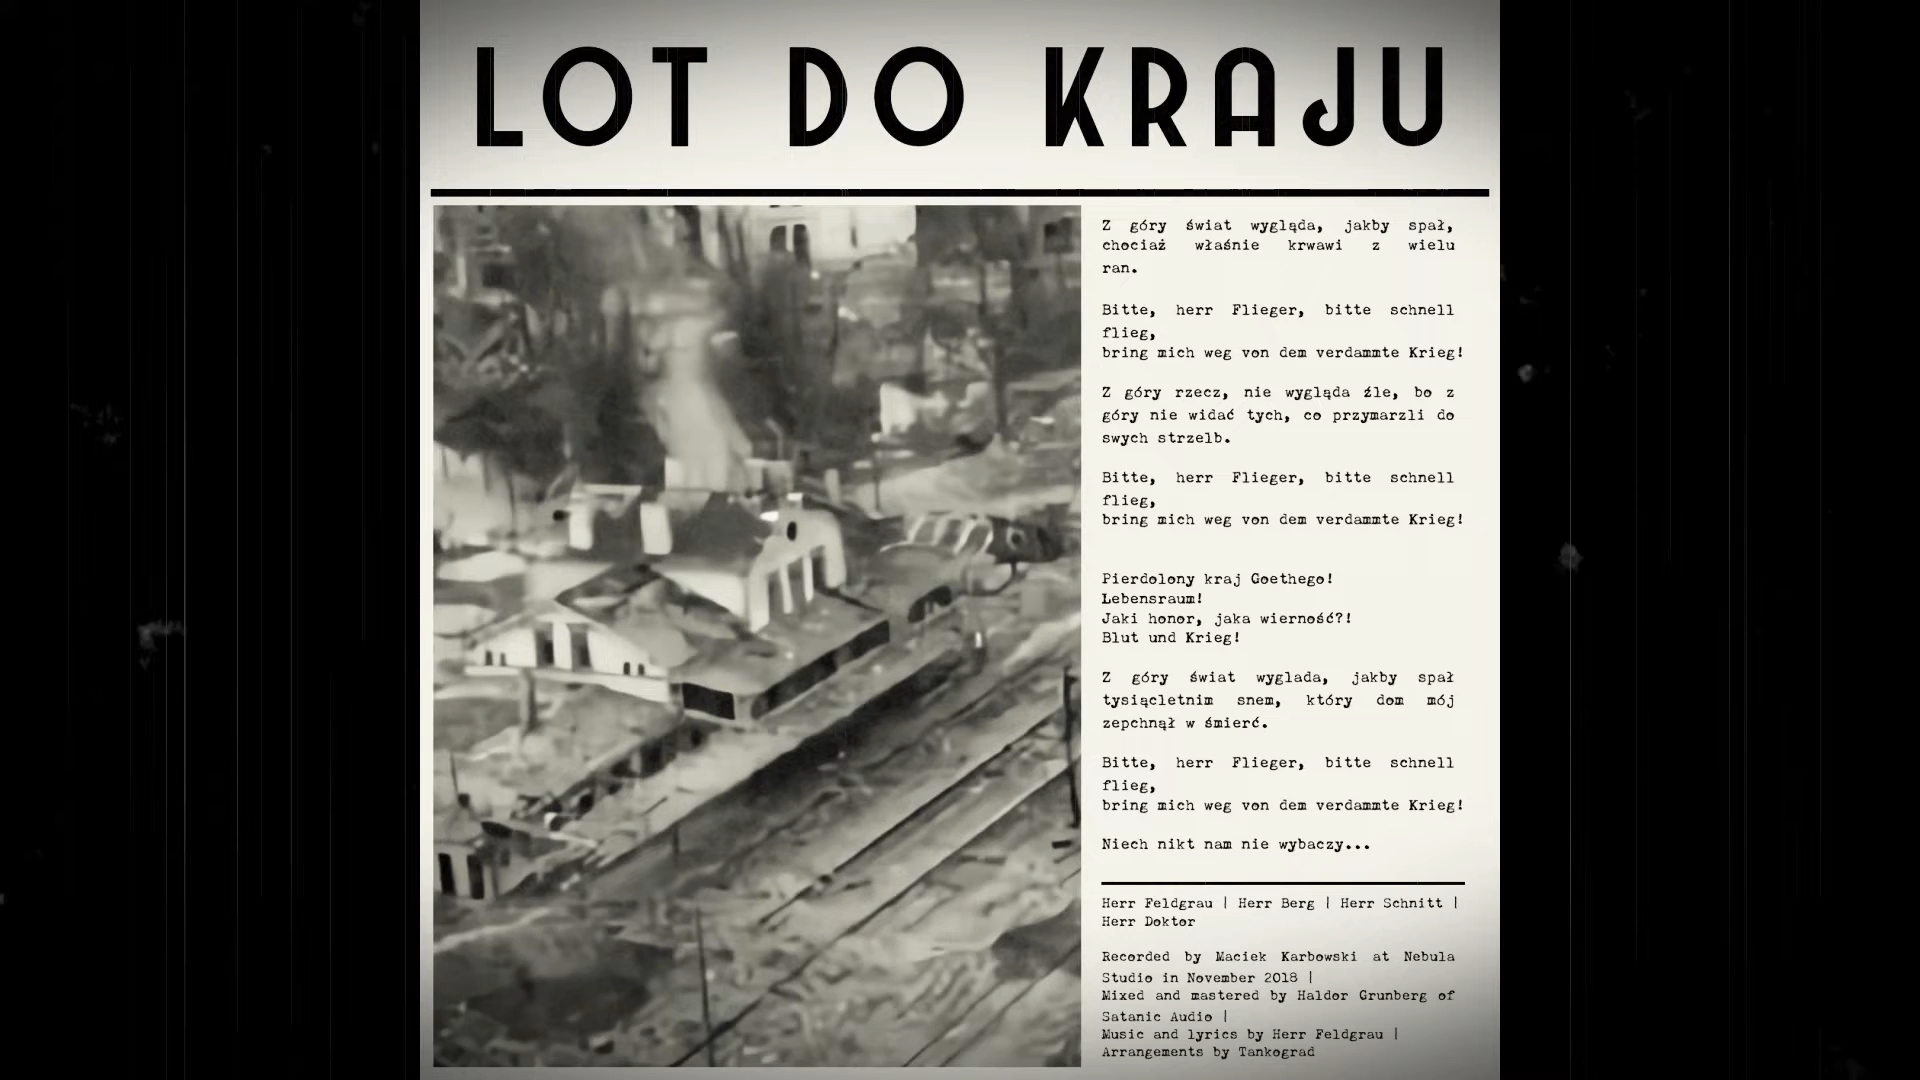 LOT DO KRAJU
Z góry świat wygląda, jakby spał,
chociaż właśnie krwawi z wielu
ran.
Bitte, herr Flieger, bitte schnell
flieg,
bring mich weg von dem verdammte Krieg!
Z góry rzecz, nie wygląda źle, bo z
góry nie widać tych, co przymarzli do
swych strzelb.
Bitte, herr Flieger, bitte schnell
flieg,
bring mich weg von dem verdammte Krieg!
Pierdolony kraj Goethego!
Lebensraum!
Jaki honor, jaka wierność?!
Blut und Krieg!
Z góry świat wyglada, jakby spał
tysiącletnim snem, który dom mój
zepchnął w śmierć.
Bitte, herr Flieger, bitte schnell
flieg,
bring mich weg von dem verdammte Krieg!
Niech nikt nam nie wybaczy...
Herr Feldgrau | Herr Berg | Herr Schnitt |
Herr Doktor
Recorded by Maciek Karbowski at Nebula
Studio in November 2018 |
Mixed and mastered by Haldor Grunberg of
Satanic Audio |
Music and lyrics by Herr Feldgrau |
Arrangements by Tankograd